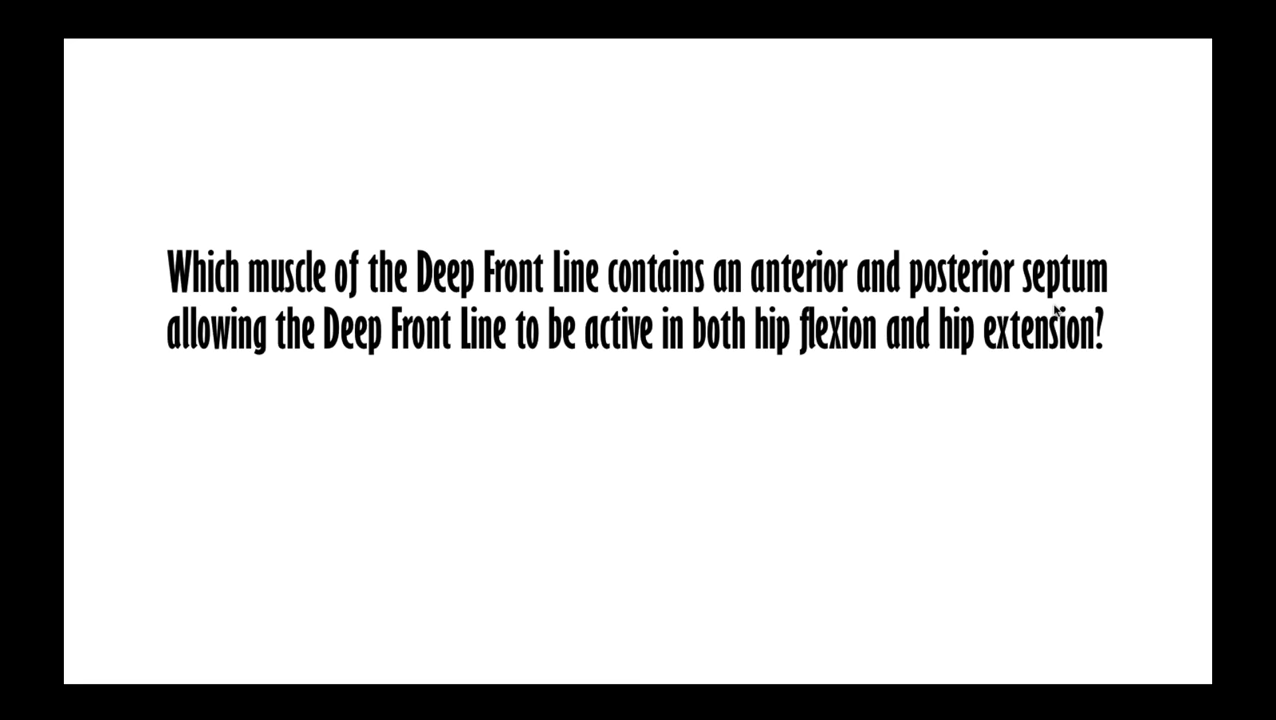 Which muscle of the Deep Front Line contains an anterior and posterior septum
allowing the Deep Front Line to be active in both hip flexion and hip extension?